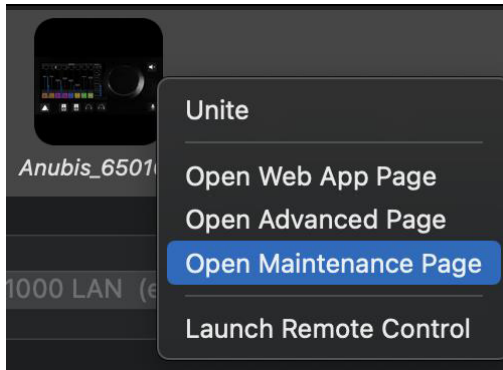 Unite
Open Web App Page
Anubis_6501
Open Advanced Page
Open Maintenance Page
1000 LAN (e
Launch Remote Control